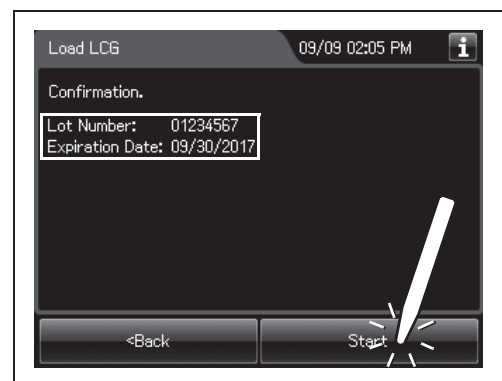 Load LCG 09/09 02:05 PM i
Confirmation.
Lot Number: 01234567
Expiration Date: 09/30/2017
<Back Start